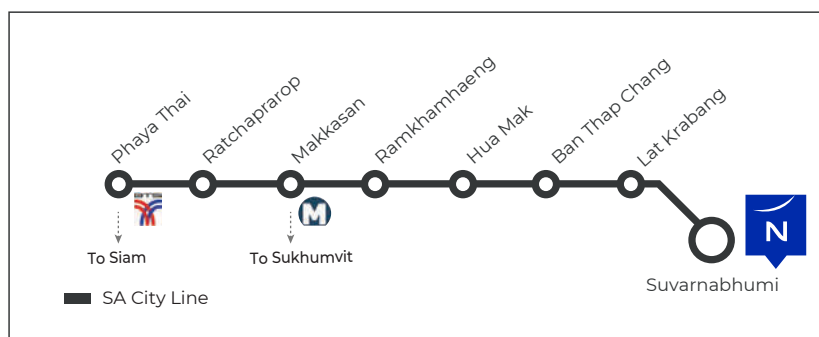 Phaya Thai
Ratchaprarop
Makkasan
Ramkhamhaeng
Hua Mak
Ban Thap Chang
Lat Krabang
M
N
To Siam
To Sukhumvit
Suvarnabhumi
SA City Line